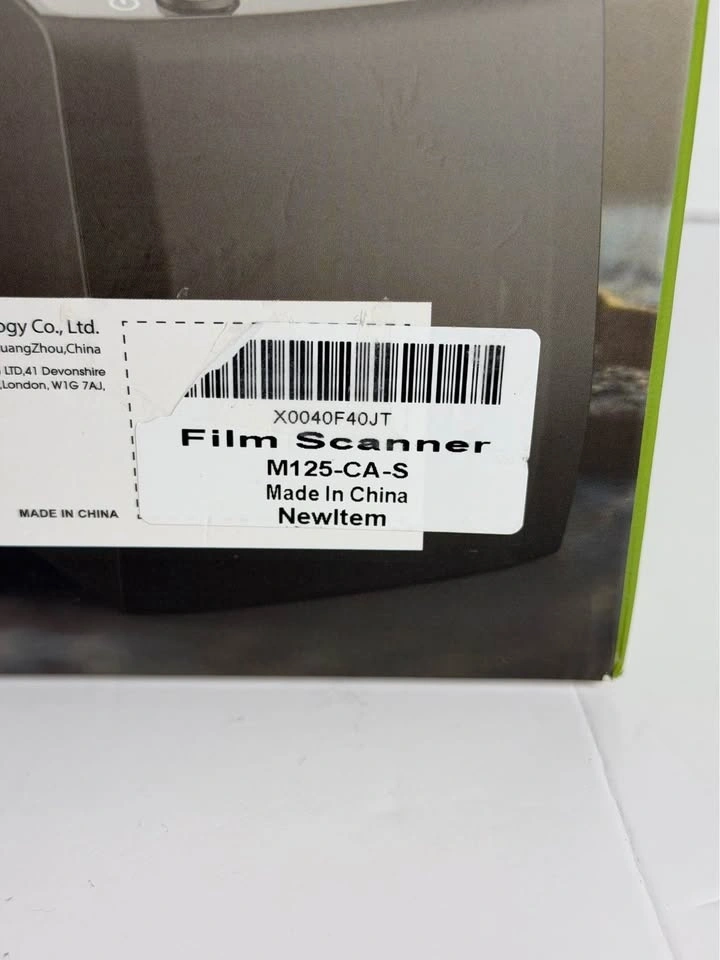 ogy Co., Ltd.
uangZhou,China
LTD,41 Devonshire
,London, W1G 7AJ,
MADE IN CHINA
X0040F40JT
Film Scanner
M125-CA-S
Made In China
NewItem